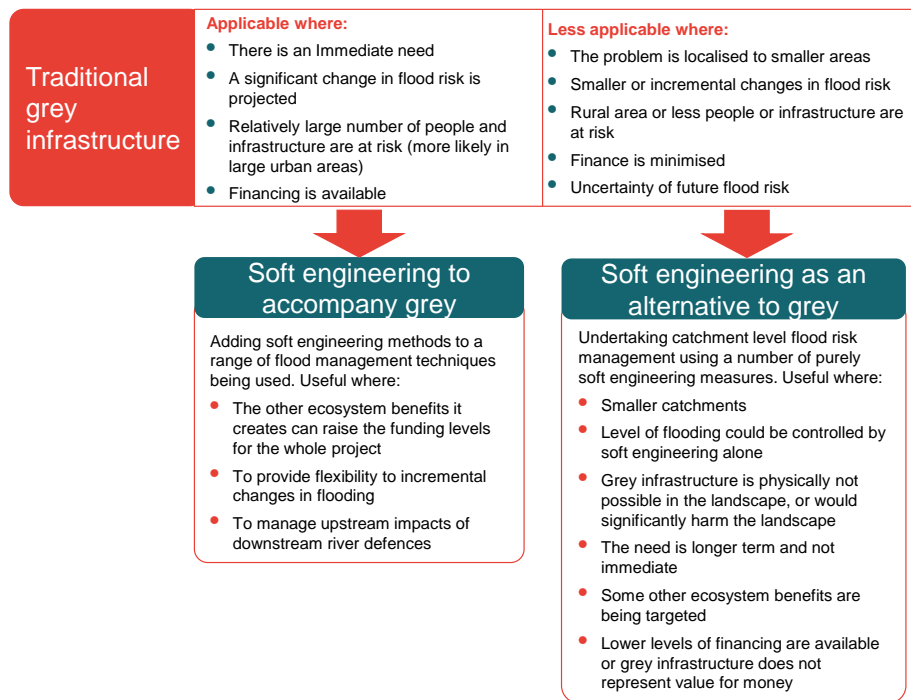 Traditional
grey
infrastructure
Applicable where:
• There is an Immediate need
• A significant change in flood risk is
projected
• Relatively large number of people and
infrastructure are at risk (more likely in
large urban areas)
• Financing is available
Less applicable where:
• The problem is localised to smaller areas
• Smaller or incremental changes in flood risk
• Rural area or less people or infrastructure are
at risk
• Finance is minimised
• Uncertainty of future flood risk
Soft engineering to
accompany grey
Adding soft engineering methods to a
range of flood management techniques
being used. Useful where:
• The other ecosystem benefits it
creates can raise the funding levels
for the whole project
• To provide flexibility to incremental
changes in flooding
• To manage upstream impacts of
downstream river defences
Soft engineering as an
alternative to grey
Undertaking catchment level flood risk
management using a number of purely
soft engineering measures. Useful where:
• Smaller catchments
• Level of flooding could be controlled by
soft engineering alone
• Grey infrastructure is physically not
possible in the landscape, or would
significantly harm the landscape
• The need is longer term and not
immediate
• Some other ecosystem benefits are
being targeted
• Lower levels of financing are available
or grey infrastructure does not
represent value for money